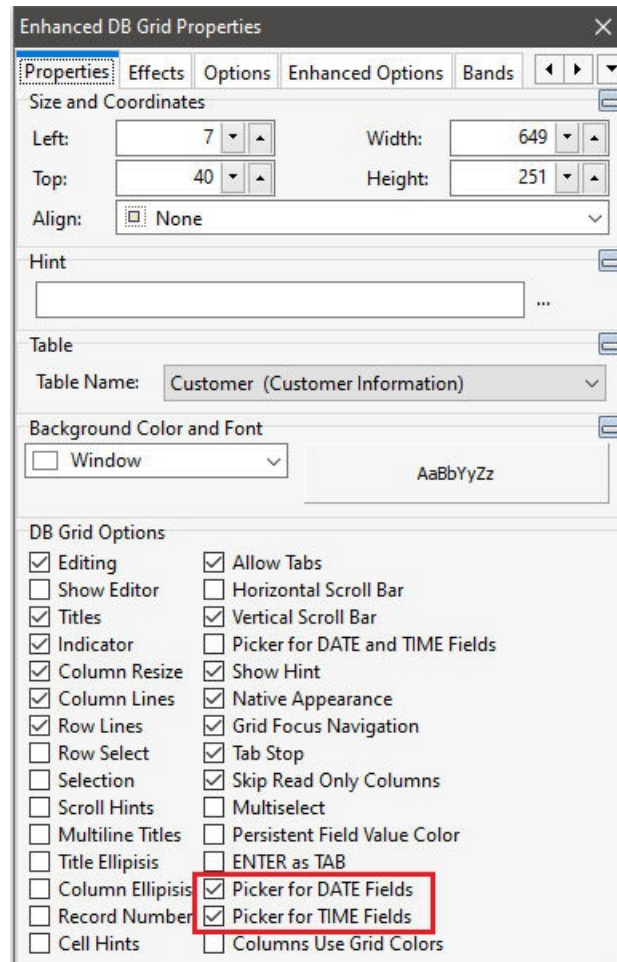 Enhanced DB Grid Properties
Properties Effects Options Enhanced Options Bands
Size and Coordinates
Left: 7 Width: 649
Top: 40 Height: 251
Align: None
Hint
...
Table
Table Name: Customer (Customer Information)
Background Color and Font
Window AaBbYyZz
DB Grid Options
Editing Allow Tabs
Show Editor Horizontal Scroll Bar
Titles Vertical Scroll Bar
Indicator Picker for DATE and TIME Fields
Column Resize Show Hint
Column Lines Native Appearance
Row Lines Grid Focus Navigation
Row Select Tab Stop
Selection Skip Read Only Columns
Scroll Hints Multiselect
Multiline Titles Persistent Field Value Color
Title Ellipisis ENTER as TAB
Column Ellipisis Picker for DATE Fields
Record Number Picker for TIME Fields
Cell Hints Columns Use Grid Colors